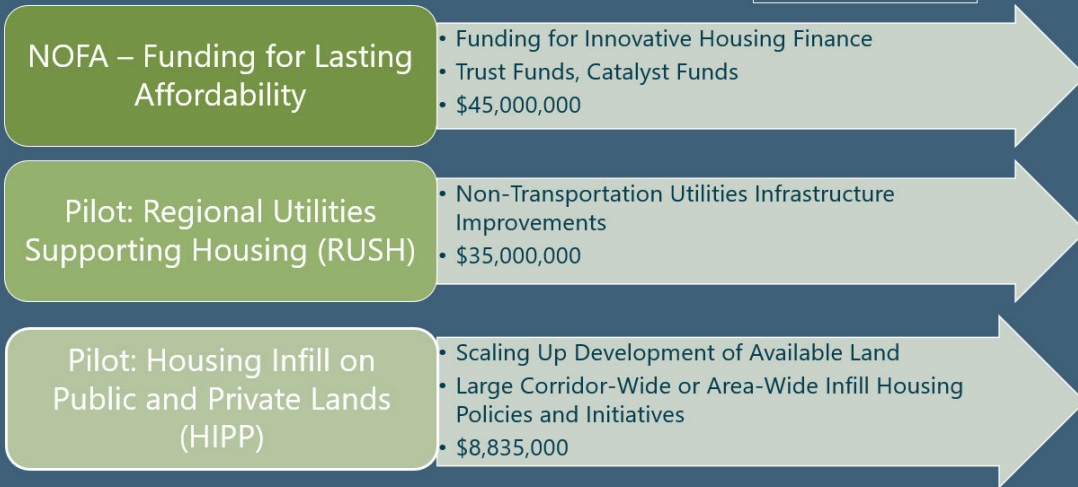 NOFA – Funding for Lasting
Affordability
• Funding for Innovative Housing Finance
• Trust Funds, Catalyst Funds
• $45,000,000
Pilot: Regional Utilities
Supporting Housing (RUSH)
• Non-Transportation Utilities Infrastructure
Improvements
• $35,000,000
Pilot: Housing Infill on
Public and Private Lands
(HIPP)
• Scaling Up Development of Available Land
• Large Corridor-Wide or Area-Wide Infill Housing
Policies and Initiatives
• $8,835,000